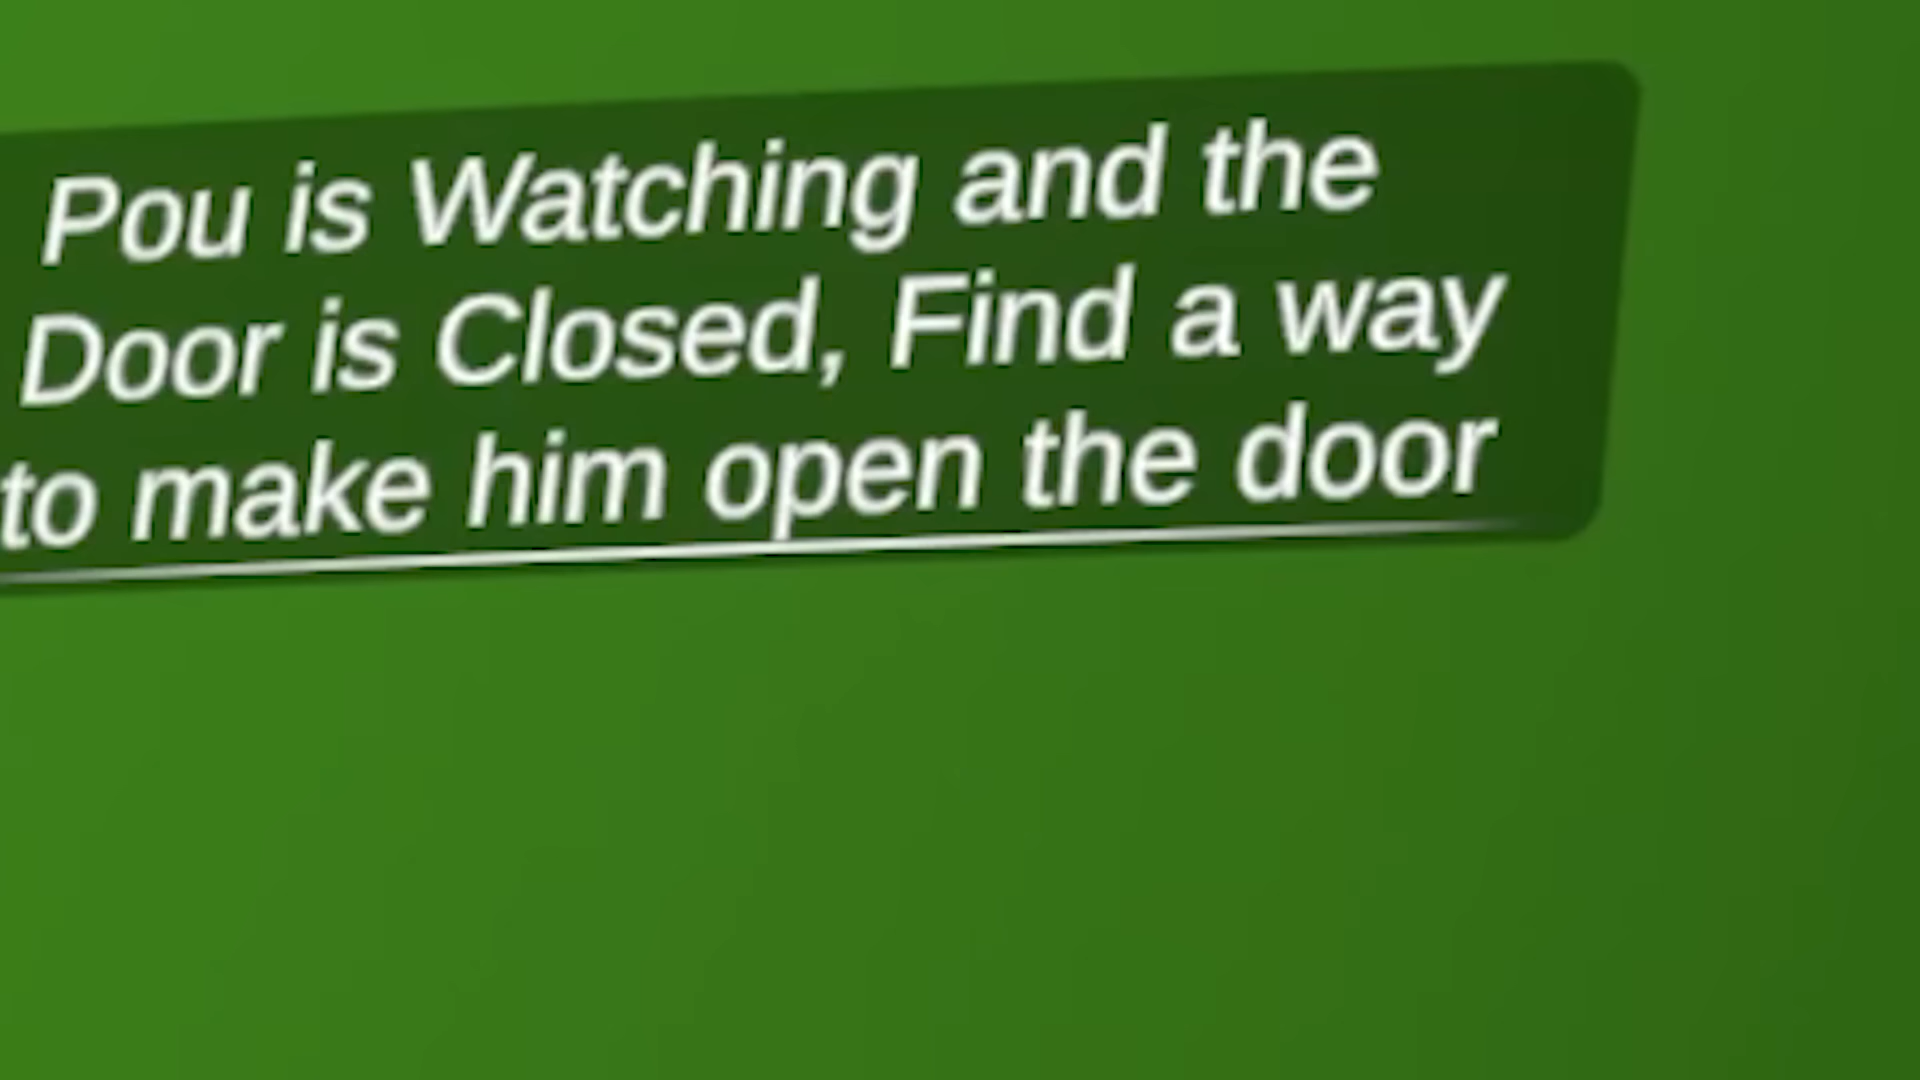 Pou is Watching and the
Door is Closed, Find a way
to make him open the door